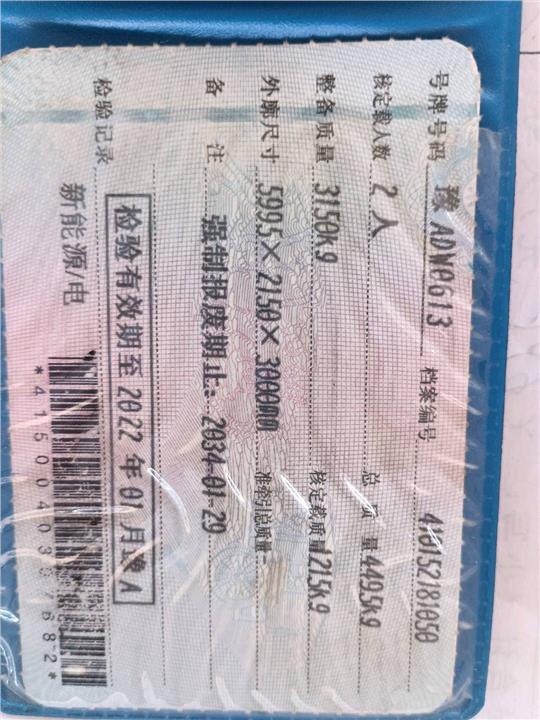 号牌号码 豫ADN0613 档案编号 410152181050
核定载人数 2人 总质量 4495kg
整备质量 3150kg 核定载质量 1215kg
外廓尺寸 5995×2150×3000mm 准牵引总质量
备注 强制报废期止：2034-01-29
检验记录 检验有效期至2022年01月豫A
新能源/电